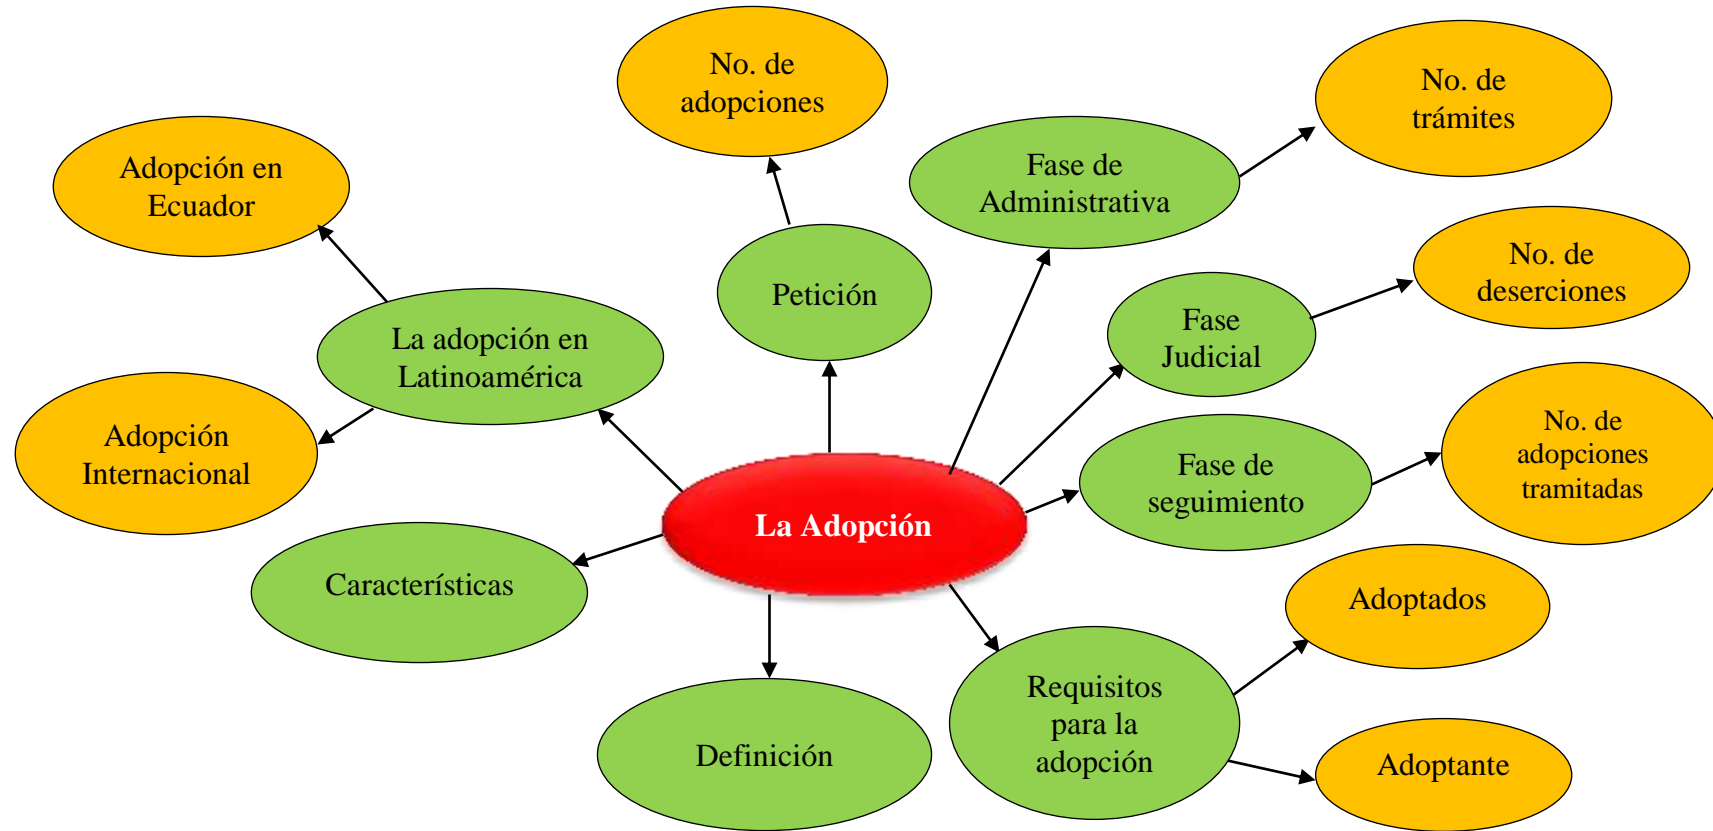 No. de
adopciones
No. de
trámites
Adopción en
Ecuador
Fase de
Administrativa
No. de
deserciones
Petición
Fase
Judicial
La adopción en
Latinoamérica
Adopción
Internacional
No. de
adopciones
tramitadas
Fase de
seguimiento
La Adopción
Características
Adoptados
Requisitos
para la
adopción
Definición
Adoptante